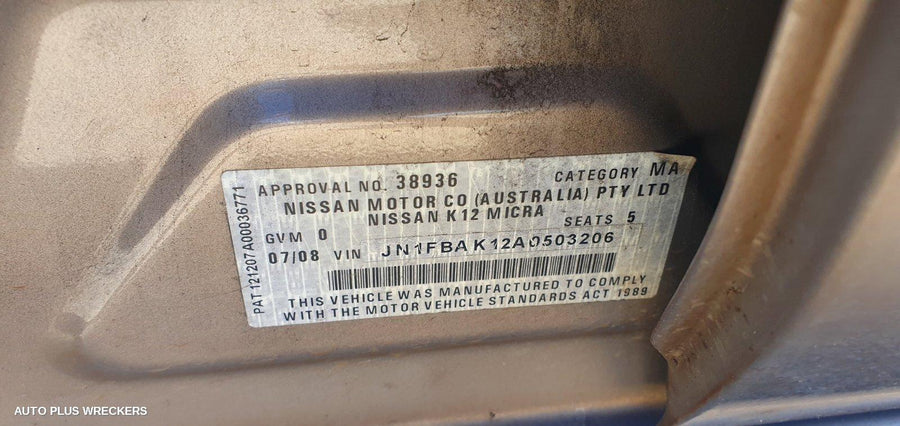 APPROVAL NO. 38936 CATEGORY MA
NISSAN MOTOR CO (AUSTRALIA) PTY LTD
NISSAN K12 MICRA
GVM 0 SEATS 5
07/08 VIN JN1FBAK12A0503206
THIS VEHICLE WAS MANUFACTURED TO COMPLY
WITH THE MOTOR VEHICLE STANDARDS ACT 1989
PAT 121207A00036771
AUTO PLUS WRECKERS